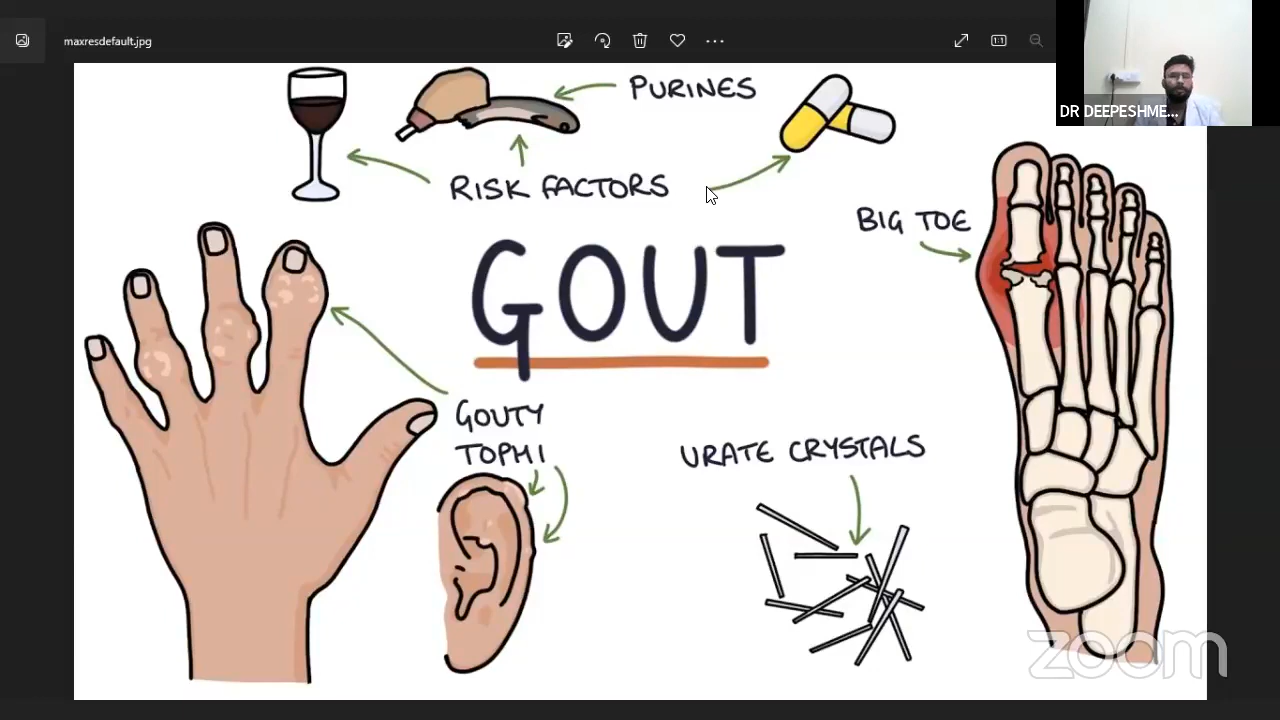 maxresdefault.jpg
DR DEEPESHME...
PURINES
RISK FACTORS
BIG TOE
GOUT
GOUTY
TOPHI
URATE CRYSTALS
zoom